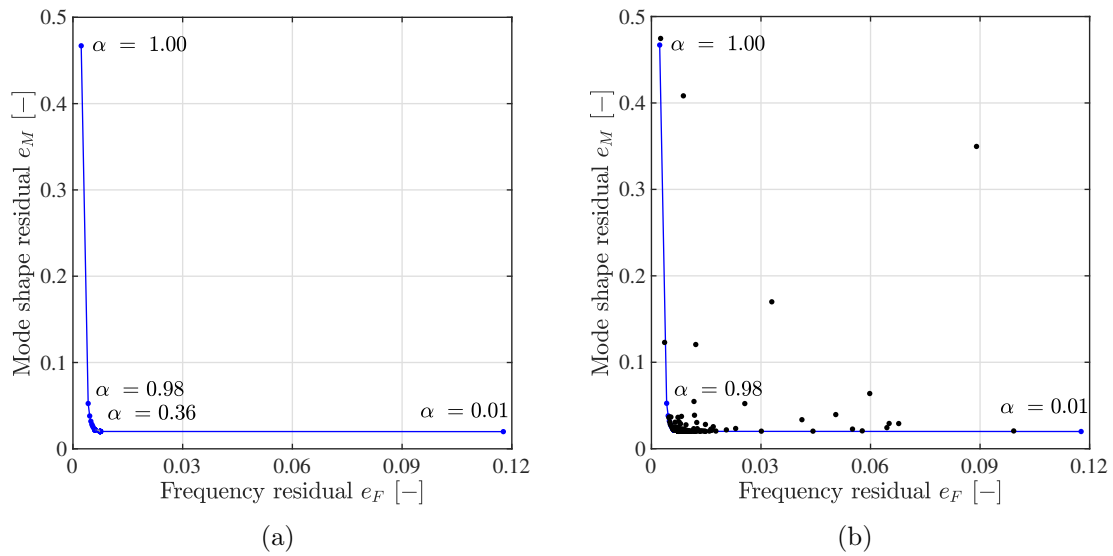 0.5
0.4
0.3
0.2
0.1
0
Mode shape residual e_M [−]
α = 1.00
α = 0.98
α = 0.36
α = 0.01
0 0.03 0.06 0.09 0.12
Frequency residual e_F [−]
(a)
0.5
0.4
0.3
0.2
0.1
0
Mode shape residual e_M [−]
α = 1.00
α = 0.98
α = 0.01
0 0.03 0.06 0.09 0.12
Frequency residual e_F [−]
(b)